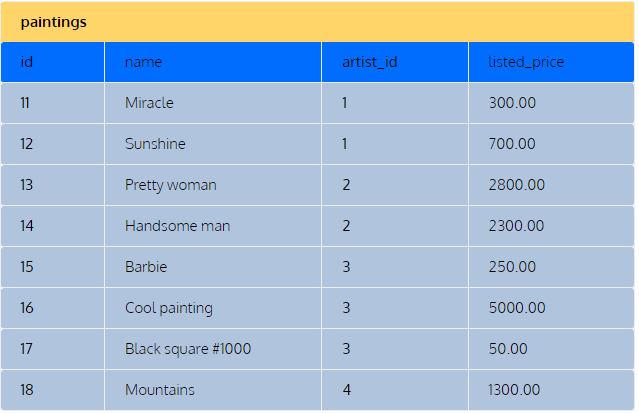 paintings
id name artist_id listed_price
11 Miracle 1 300.00
12 Sunshine 1 700.00
13 Pretty woman 2 2800.00
14 Handsome man 2 2300.00
15 Barbie 3 250.00
16 Cool painting 3 5000.00
17 Black square #1000 3 50.00
18 Mountains 4 1300.00